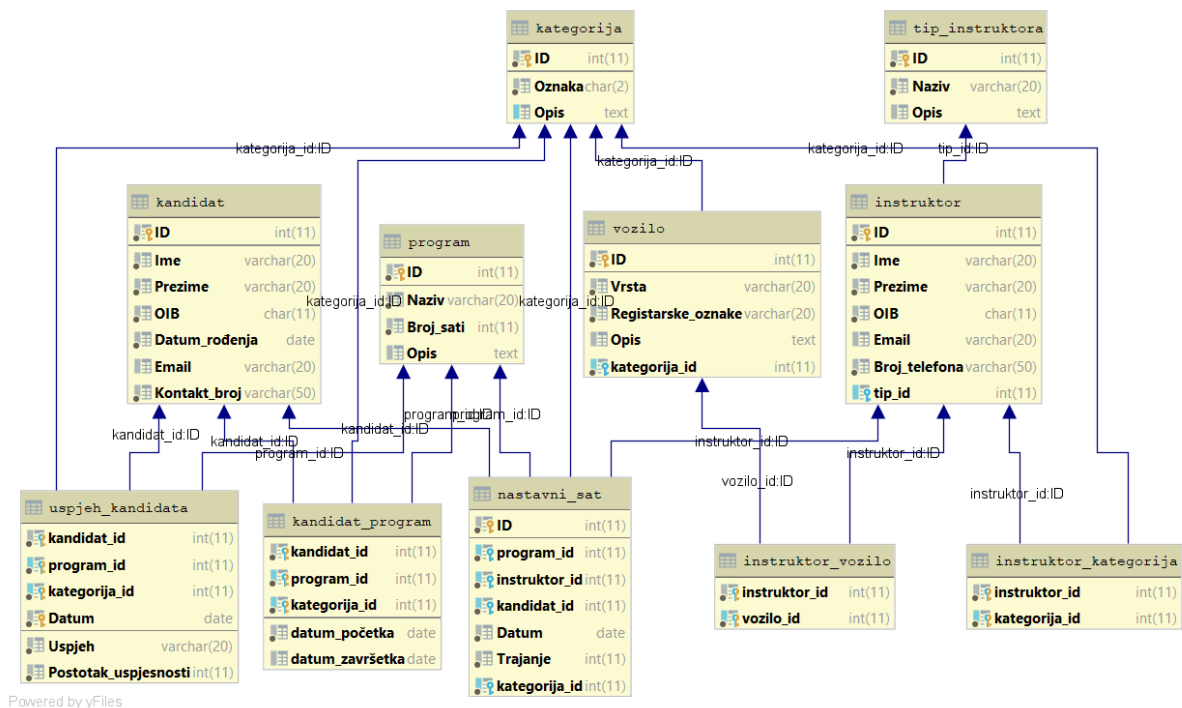 kategorija
ID int(11)
Oznaka char(2)
Opis text
tip_instruktora
ID int(11)
Naziv varchar(20)
Opis text
kategorija_id:ID
kategorija_id:ID
kategorija_id:ID
tip_id:ID
kandidat
ID int(11)
Ime varchar(20)
Prezime varchar(20)
OIB char(11)
Datum_rođenja date
Email varchar(20)
Kontakt_broj varchar(50)
program
ID int(11)
Naziv varchar(20)
Broj_sati int(11)
Opis text
vozilo
ID int(11)
Vrsta varchar(20)
Registarske_oznake varchar(20)
Opis text
kategorija_id int(11)
instruktor
ID int(11)
Ime varchar(20)
Prezime varchar(20)
OIB char(11)
Email varchar(20)
Broj_telefona varchar(50)
tip_id int(11)
kategorija_id:ID
kategorija_id:ID
program_id:ID
program_id:ID
kandidat_id:ID
kandidat_id:ID
kandidat_id:ID
program_id:ID
instruktor_id:ID
instruktor_id:ID
vozilo_id:ID
instruktor_id:ID
uspjeh_kandidata
kandidat_id int(11)
program_id int(11)
kategorija_id int(11)
Datum date
Uspjeh varchar(20)
Postotak_uspjesnosti int(11)
kandidat_program
kandidat_id int(11)
program_id int(11)
kategorija_id int(11)
datum_početka date
datum_završetka date
nastavni_sat
ID int(11)
program_id int(11)
instruktor_id int(11)
kandidat_id int(11)
Datum date
Trajanje int(11)
kategorija_id int(11)
instruktor_vozilo
instruktor_id int(11)
vozilo_id int(11)
instruktor_kategorija
instruktor_id int(11)
kategorija_id int(11)
Powered by yFiles